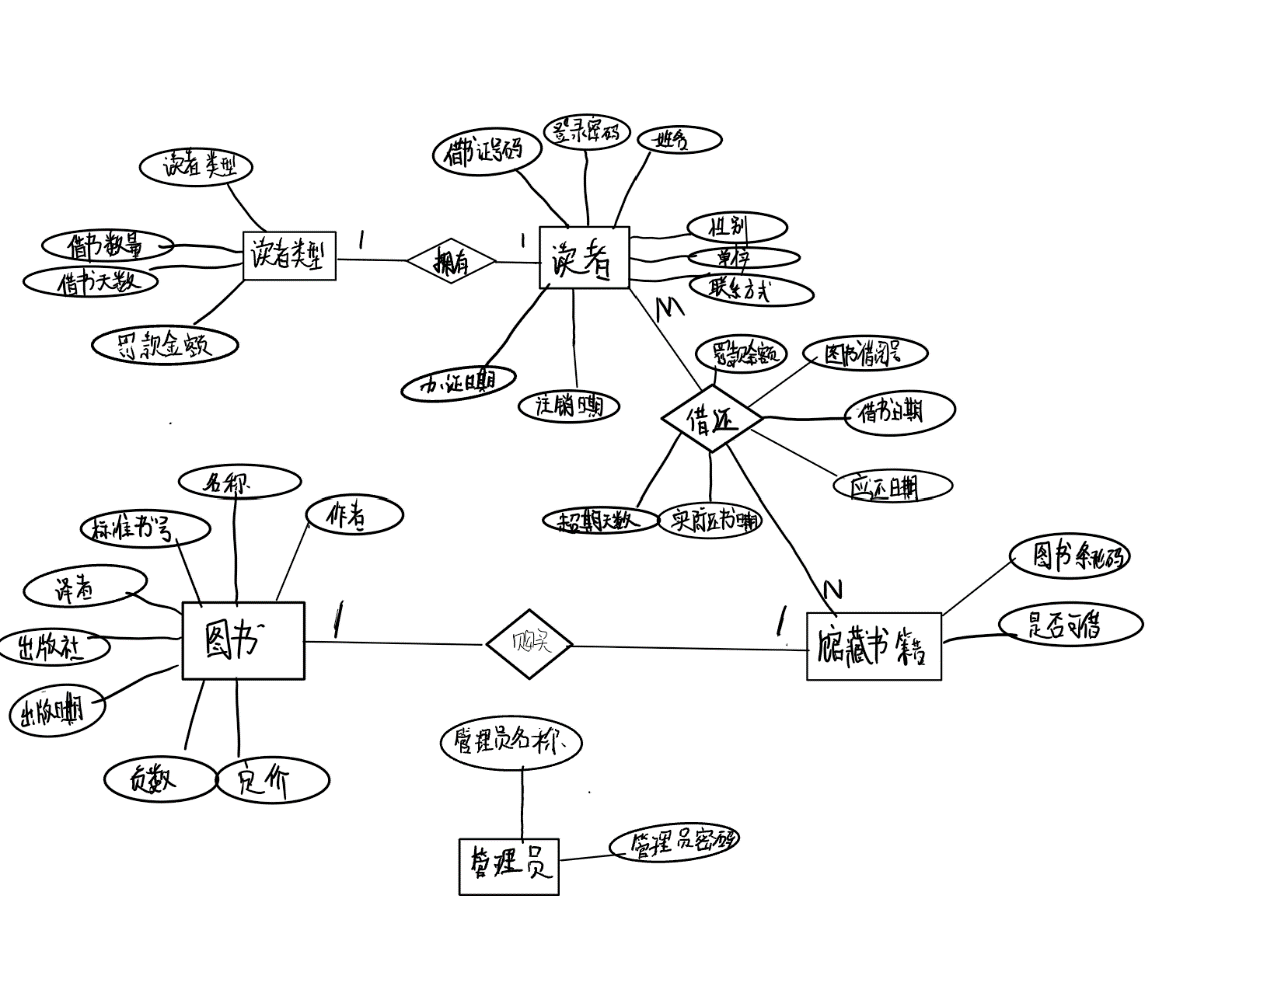 借书证号码
登录密码
姓名
读者类型
借书数量
借书天数
罚款金额
读者类型
1
拥有
1
读者
性别
单位
联系方式
办证日期
注销日期
M
罚款金额
图书借阅号
借还
借书日期
应还日期
超期天数
实际还书日期
名称
标准书号
作者
译者
出版社
出版日期
图书
1
购买
1
N
馆藏书籍
图书条形码
是否可借
页数
定价
管理员名称
管理员
管理员密码